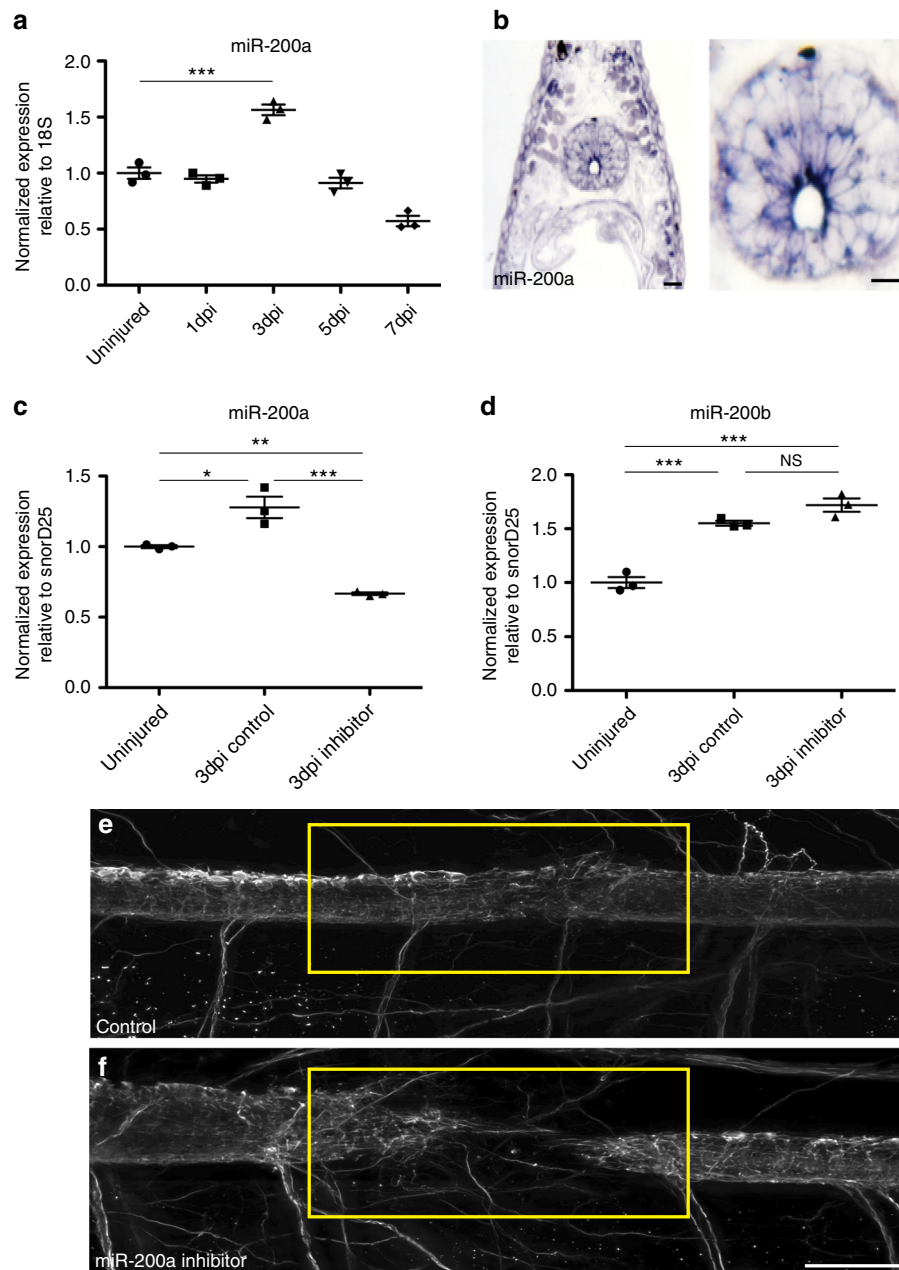 a
miR-200a
Normalized expression
relative to 18S
2.0
1.5
1.0
0.5
0.0
***
Uninjured
1dpi
3dpi
5dpi
7dpi
b
miR-200a
c
miR-200a
Normalized expression
relative to snorD25
1.5
1.0
0.5
0.0
**
*
***
Uninjured
3dpi control
3dpi inhibitor
d
miR-200b
Normalized expression
relative to snorD25
2.0
1.5
1.0
0.5
0.0
***
***
NS
Uninjured
3dpi control
3dpi inhibitor
e
Control
f
miR-200a inhibitor